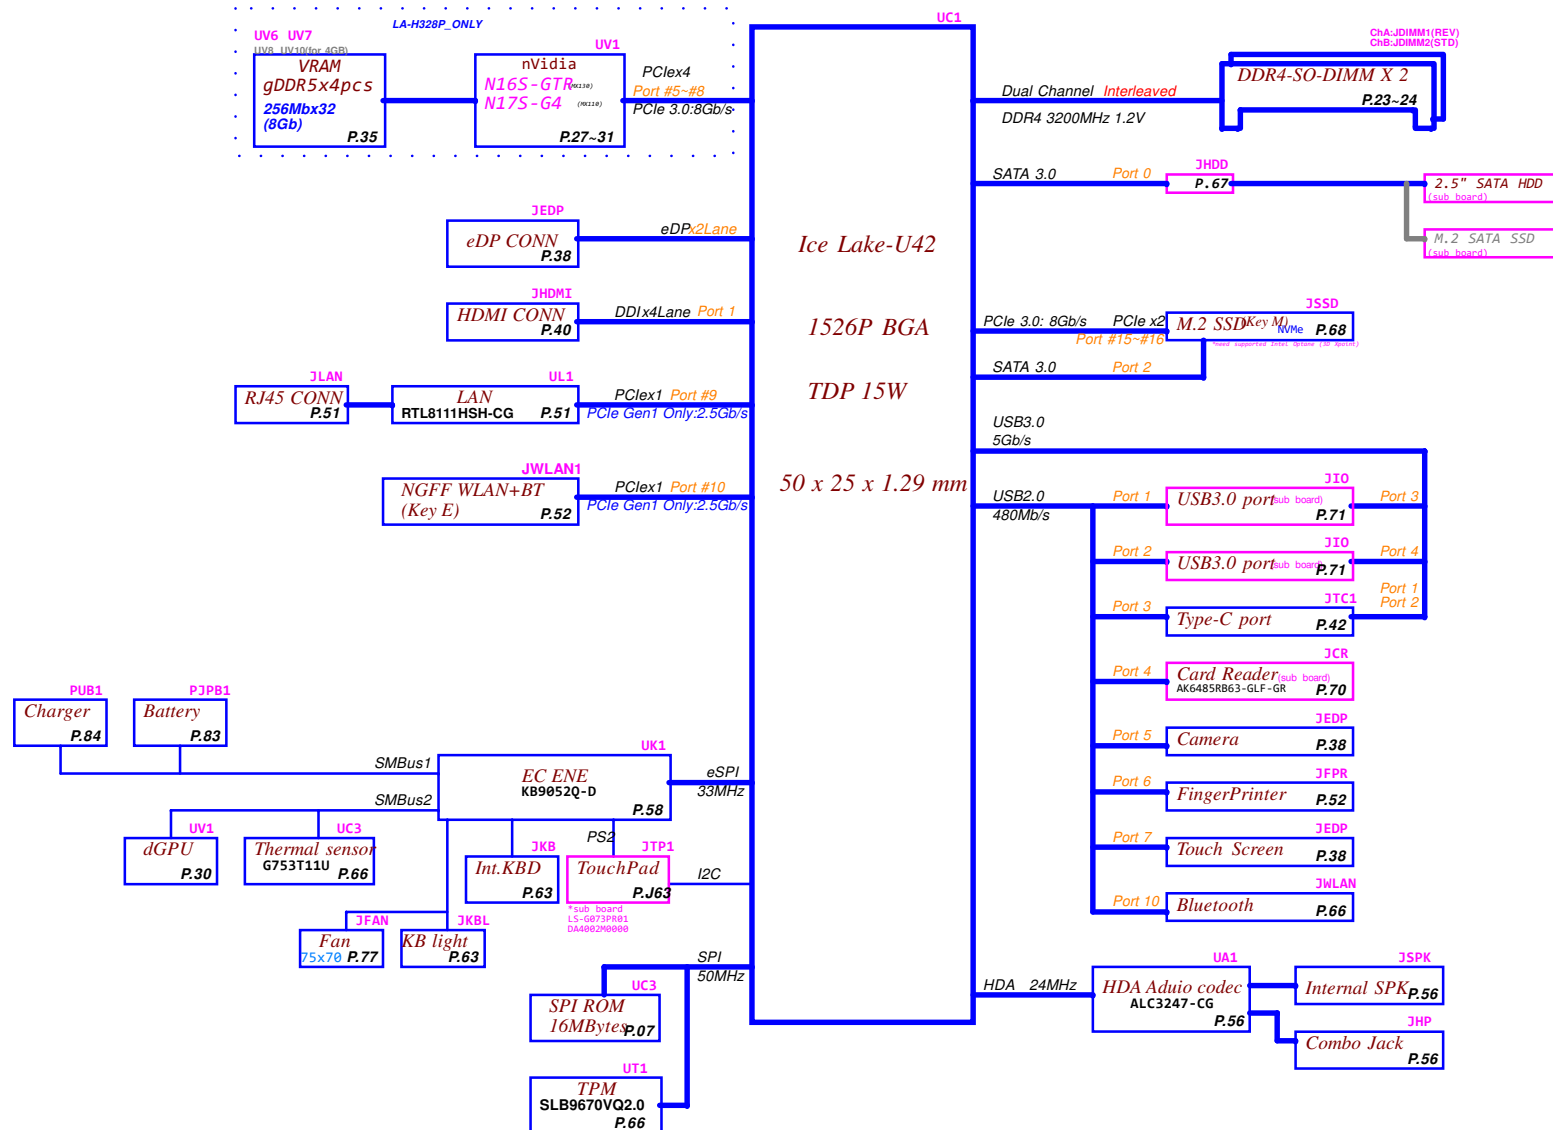 LA-H328P_ONLY
UV6 UV7
UV8 UV10(for 4GB)
VRAM
gDDR5x4pcs
256Mbx32
(8Gb)
P.35
UV1
nVidia
N16S-GTR(MX130)
N17S-G4 (MX110)
P.27~31
PCIex4
Port #5~#8
PCIe 3.0:8Gb/s
JEDP
eDP CONN
P.38
eDPx2Lane
JHDMI
HDMI CONN
P.40
DDIx4Lane Port 1
JLAN
RJ45 CONN
P.51
UL1
LAN
RTL8111HSH-CG P.51
PCIex1 Port #9
PCIe Gen1 Only:2.5Gb/s
JWLAN1
NGFF WLAN+BT
(Key E)
P.52
PCIex1 Port #10
PCIe Gen1 Only:2.5Gb/s
PUB1
Charger
P.84
PJPB1
Battery
P.83
SMBus1
SMBus2
UK1
EC ENE
KB9052Q-D
P.58
eSPI
33MHz
UV1
dGPU
P.30
UC3
Thermal sensor
G753T11U
P.66
JKB
Int.KBD
P.63
PS2
JTP1
TouchPad
P.J63
*sub board
LS-G073PR01
DA4002M0000
I2C
JFAN
Fan
75x70 P.77
JKBL
KB light
P.63
SPI
50MHz
UC3
SPI ROM
16MBytes
P.07
UT1
TPM
SLB9670VQ2.0
P.66
UC1
Ice Lake-U42
1526P BGA
TDP 15W
50 x 25 x 1.29 mm
Dual Channel Interleaved
DDR4 3200MHz 1.2V
ChA:JDIMM1(REV)
ChB:JDIMM2(STD)
DDR4-SO-DIMM X 2
P.23~24
SATA 3.0 Port 0
JHDD
P.67
2.5" SATA HDD
(sub board)
M.2 SATA SSD
(sub board)
PCIe 3.0: 8Gb/s PCIe x2
Port #15~#16
JSSD
M.2 SSD(Key M) NVMe P.68
*need supported Intel Optane (3D Xpoint)
SATA 3.0 Port 2
USB3.0
5Gb/s
USB2.0
480Mb/s
Port 1
JIO
USB3.0 port(sub board)
P.71
Port 3
Port 2
JIO
USB3.0 port(sub board)
P.71
Port 4
Port 3
JTC1
Type-C port
P.42
Port 1
Port 2
Port 4
JCR
Card Reader(sub board)
AK6485RB63-GLF-GR P.70
Port 5
JEDP
Camera
P.38
Port 6
JFPR
FingerPrinter
P.52
Port 7
JEDP
Touch Screen
P.38
Port 10
JWLAN
Bluetooth
P.66
HDA 24MHz
UA1
HDA Aduio codec
ALC3247-CG
P.56
JSPK
Internal SPK
P.56
JHP
Combo Jack
P.56